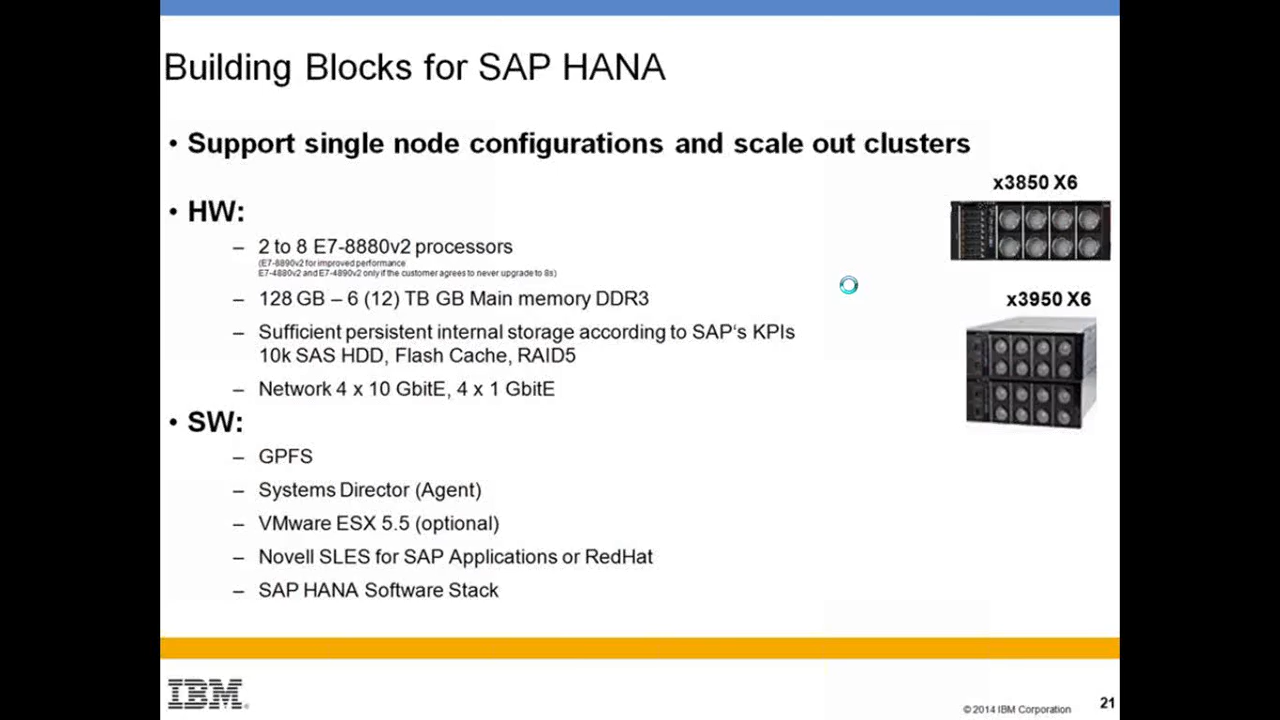 Building Blocks for SAP HANA
• Support single node configurations and scale out clusters
x3850 X6
• HW:
– 2 to 8 E7-8880v2 processors
(E7-8890v2 for improved performance
E7-4880v2 and E7-4890v2 only if the customer agrees to never upgrade to 8s)
x3950 X6
– 128 GB – 6 (12) TB GB Main memory DDR3
– Sufficient persistent internal storage according to SAP‘s KPIs
10k SAS HDD, Flash Cache, RAID5
– Network 4 x 10 GbitE, 4 x 1 GbitE
• SW:
– GPFS
– Systems Director (Agent)
– VMware ESX 5.5 (optional)
– Novell SLES for SAP Applications or RedHat
– SAP HANA Software Stack
IBM
© 2014 IBM Corporation
21